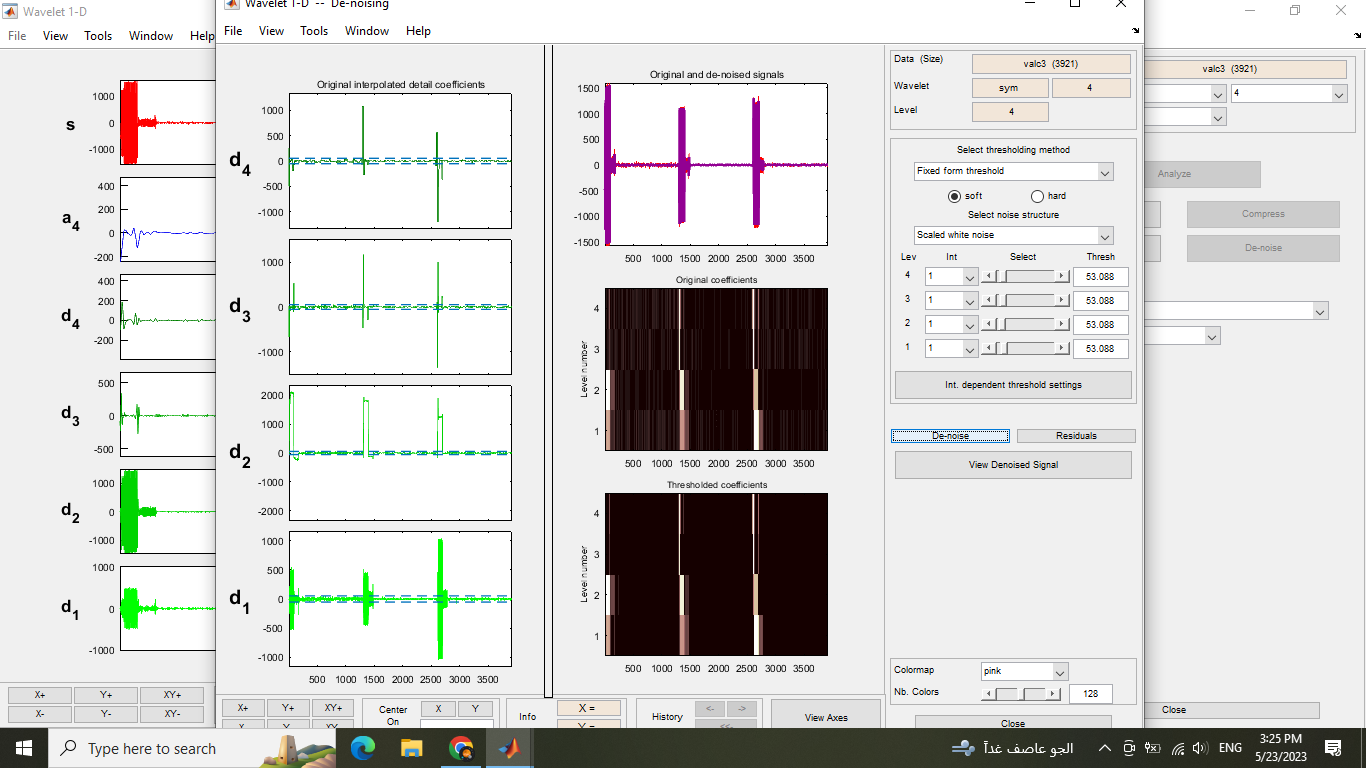 Wavelet 1-D
File View Tools Window Help
s
1000
0
-1000
a4
400
200
0
-200
d4
400
200
0
-200
d3
500
0
-500
d2
1000
0
-1000
d1
1000
0
-1000
X+ Y+ XY+
X- Y- XY-
Wavelet 1-D -- De-noising
File View Tools Window Help
Original interpolated detail coefficients
d4
1000
500
0
-500
-1000
d3
1000
0
-1000
d2
2000
1000
0
-1000
-2000
d1
1000
500
0
-500
-1000
500 1000 1500 2000 2500 3000 3500
Original and de-noised signals
1500
1000
500
0
-500
-1000
-1500
500 1000 1500 2000 2500 3000 3500
Original coefficients
Level number
4
3
2
1
500 1000 1500 2000 2500 3000 3500
Thresholded coefficients
Level number
4
3
2
1
500 1000 1500 2000 2500 3000 3500
Data (Size) valc3 (3921)
Wavelet sym 4
Level 4
Select thresholding method
Fixed form threshold
soft hard
Select noise structure
Scaled white noise
Lev Int Select Thresh
4 1 53.088
3 1 53.088
2 1 53.088
1 1 53.088
Int. dependent threshold settings
De-noise Residuals
View Denoised Signal
Colormap pink
Nb. Colors 128
Close
X+ Y+ XY+
Center
On
X Y
Info
X =
History
<- ->
<<-
View Axes
valc3 (3921)
4
Analyze
Compress
De-noise
Close
Type here to search
الجو عاصف غداً
ENG
3:25 PM
5/23/2023